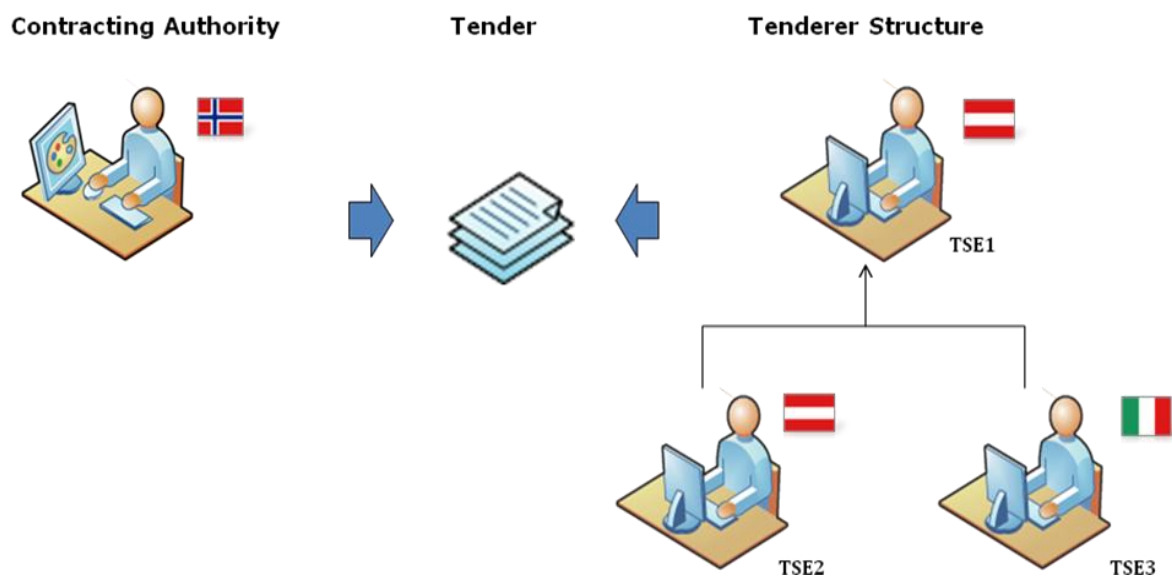 Contracting Authority
Tender
Tenderer Structure
TSE1
TSE2
TSE3